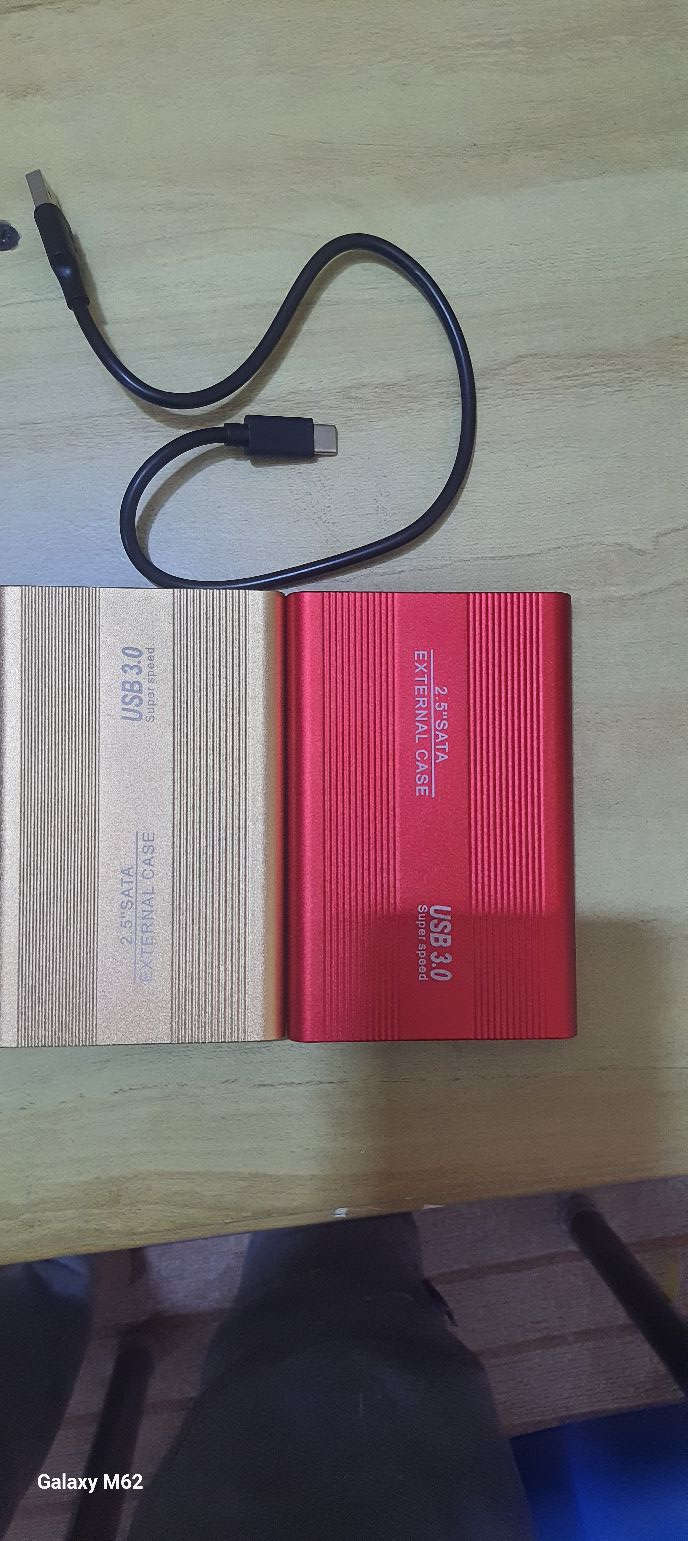 USB 3.0
Super speed
2.5"SATA
EXTERNAL CASE
2.5"SATA
EXTERNAL CASE
USB 3.0
Super speed
Galaxy M62